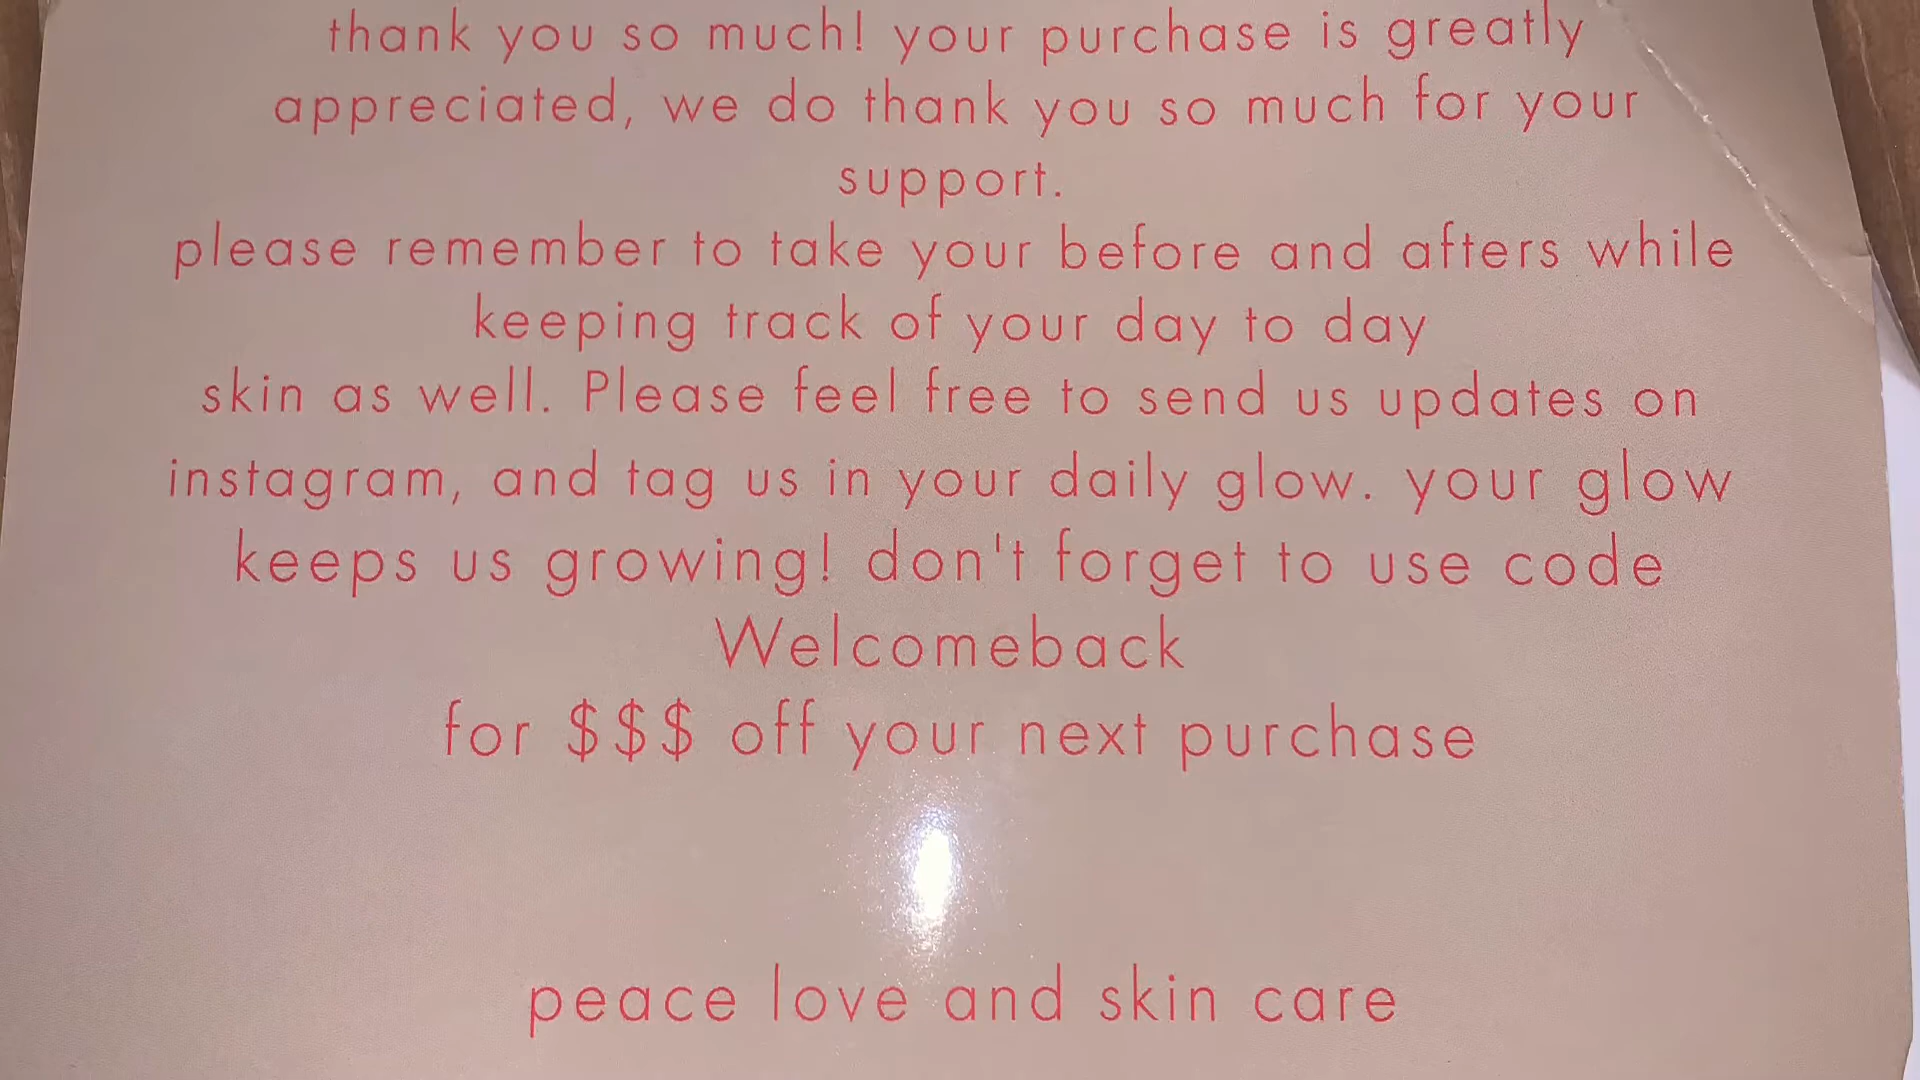 thank you so much! your purchase is greatly
appreciated, we do thank you so much for your
support.
please remember to take your before and afters while
keeping track of your day to day
skin as well. Please feel free to send us updates on
instagram, and tag us in your daily glow. your glow
keeps us growing! don't forget to use code
Welcomeback
for $$$ off your next purchase
peace love and skin care